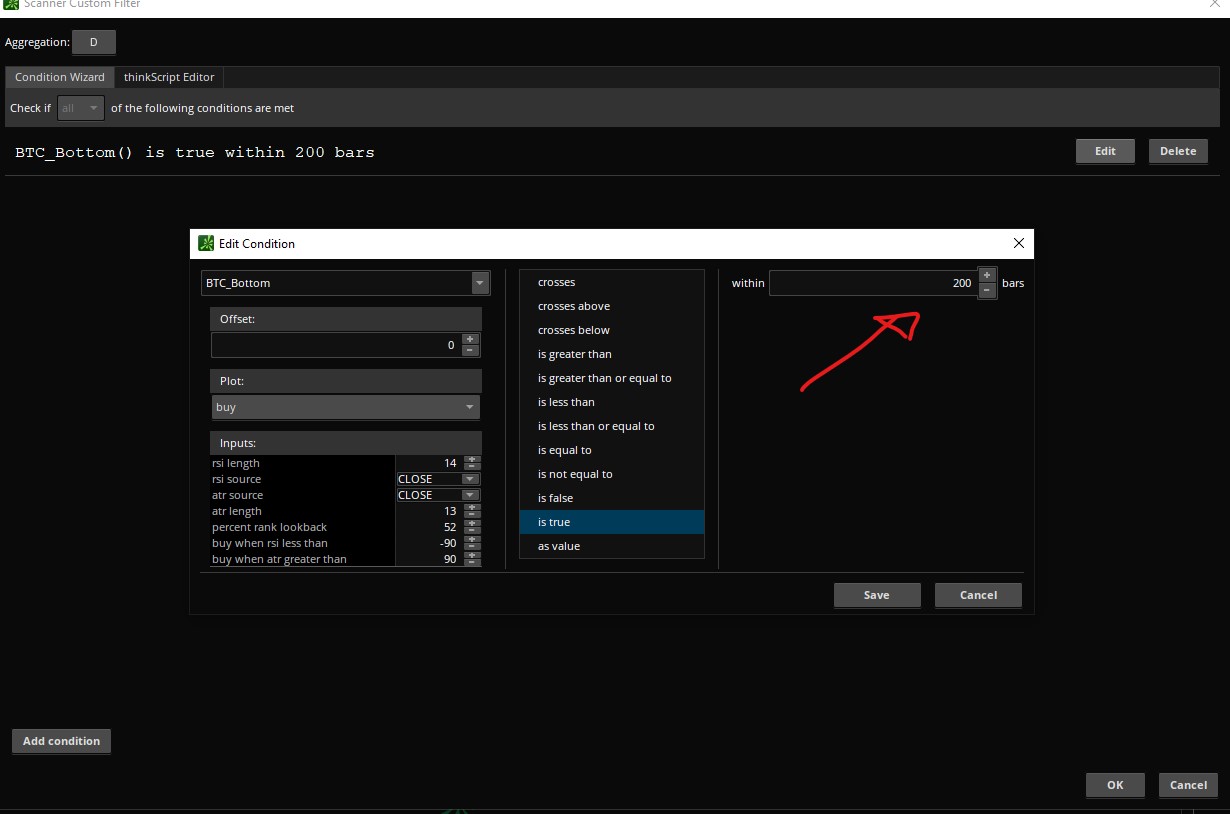 Scanner Custom Filter
Aggregation: D
Condition Wizard thinkScript Editor
Check if all of the following conditions are met
BTC_Bottom() is true within 200 bars Edit Delete
Edit Condition
BTC_Bottom
Offset:
0
Plot:
buy
Inputs:
rsi length 14
rsi source CLOSE
atr source CLOSE
atr length 13
percent rank lookback 52
buy when rsi less than -90
buy when atr greater than 90
crosses
crosses above
crosses below
is greater than
is greater than or equal to
is less than
is less than or equal to
is equal to
is not equal to
is false
is true
as value
within 200 bars
Save Cancel
Add condition
OK Cancel